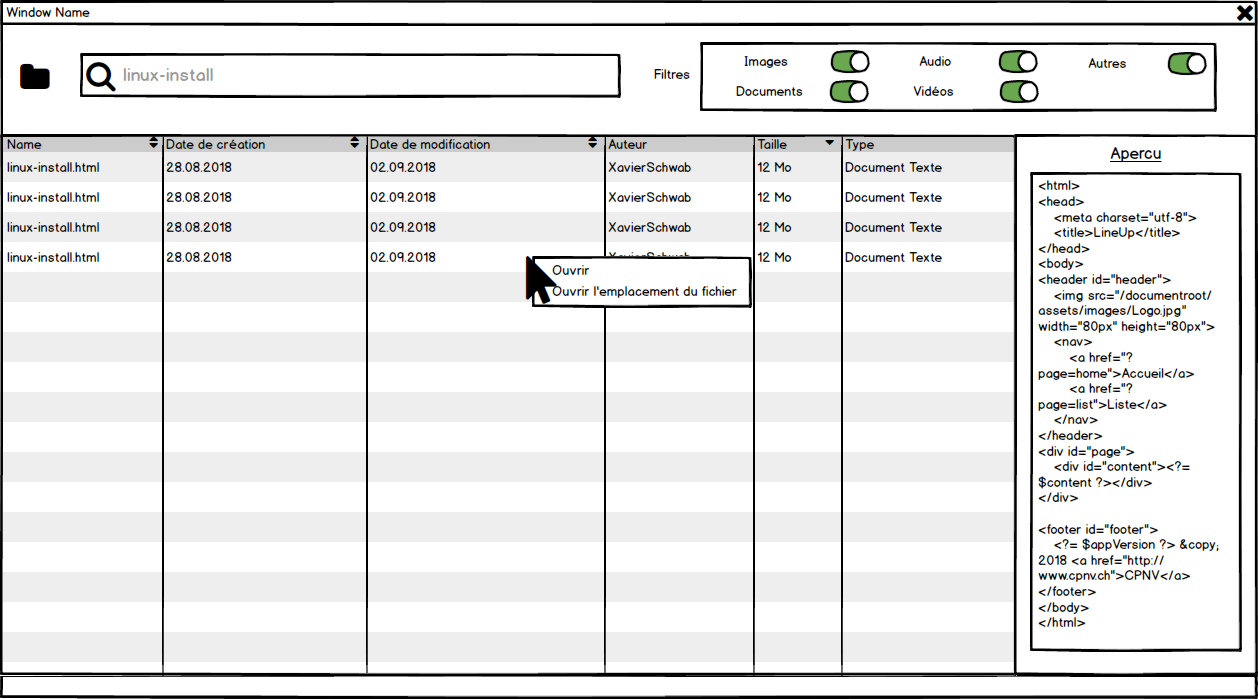 Window Name
linux-install
Filtres
Images
Audio
Autres
Documents
Vidéos
Name Date de création Date de modification Auteur Taille Type
linux-install.html 28.08.2018 02.09.2018 XavierSchwab 12 Mo Document Texte
linux-install.html 28.08.2018 02.09.2018 XavierSchwab 12 Mo Document Texte
linux-install.html 28.08.2018 02.09.2018 XavierSchwab 12 Mo Document Texte
linux-install.html 28.08.2018 02.09.2018 XavierSchwab 12 Mo Document Texte
Ouvrir
Ouvrir l'emplacement du fichier
Apercu
<html>
<head>
<meta charset="utf-8">
<title>LineUp</title>
</head>
<body>
<header id="header">
<img src="/documentroot/
assets/images/Logo.jpg"
width="80px" height="80px">
<nav>
<a href="?
page=home">Accueil</a>
<a href="?
page=list">Liste</a>
</nav>
</header>
<div id="page">
<div id="content"><?=
$content ?></div>
</div>
<footer id="footer">
<?= $appVersion ?> &copy;
2018 <a href="http://
www.cpnv.ch">CPNV</a>
</footer>
</body>
</html>